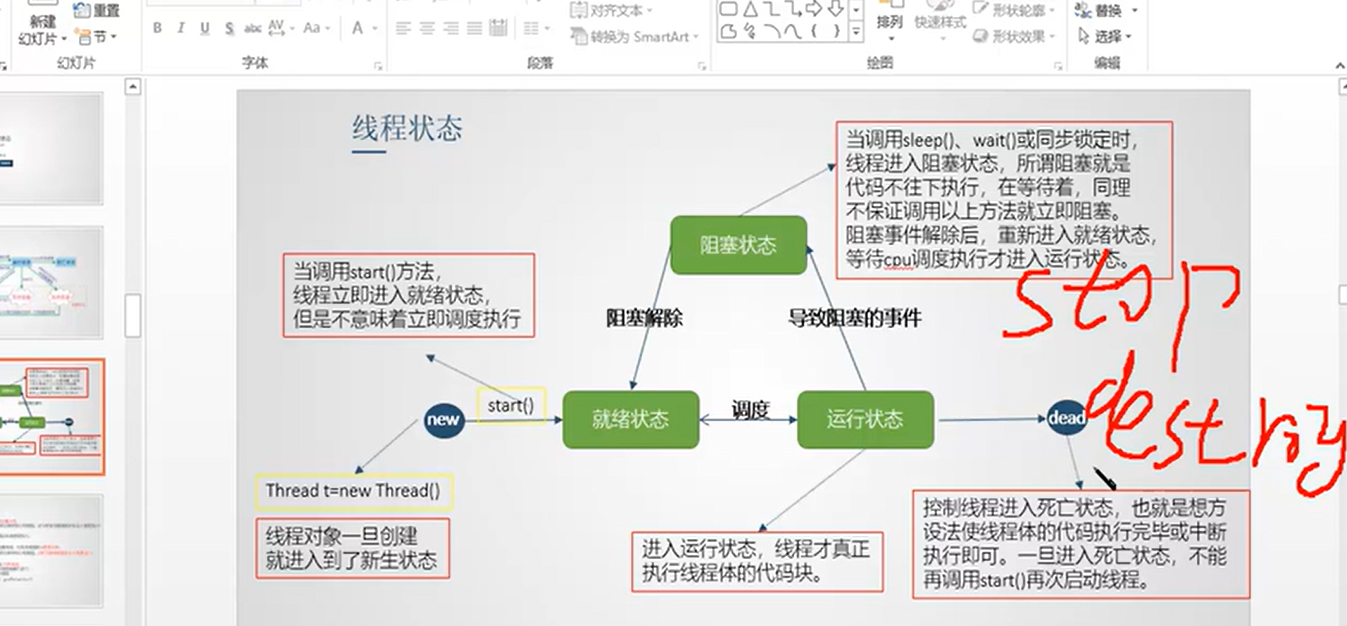 新建
重置
幻灯片
节
幻灯片
B I U S abc AV Aa A
字体
对齐文本
转换为 SmartArt
段落
排列
快速样式
形状轮廓
形状效果
绘图
替换
选择
编辑
线程状态
当调用sleep()、wait()或同步锁定时，
线程进入阻塞状态，所谓阻塞就是
代码不往下执行，在等待着，同理
不保证调用以上方法就立即阻塞。
阻塞事件解除后，重新进入就绪状态，
等待cpu调度执行才进入运行状态。
阻塞状态
当调用start()方法，
线程立即进入就绪状态，
但是不意味着立即调度执行
阻塞解除
导致阻塞的事件
stop
new
start()
就绪状态
调度
运行状态
dead
destroy
Thread t=new Thread()
线程对象一旦创建
就进入到了新生状态
进入运行状态，线程才真正
执行线程体的代码块。
控制线程进入死亡状态，也就是想方
设法使线程体的代码执行完毕或中断
执行即可。一旦进入死亡状态，不能
再调用start()再次启动线程。